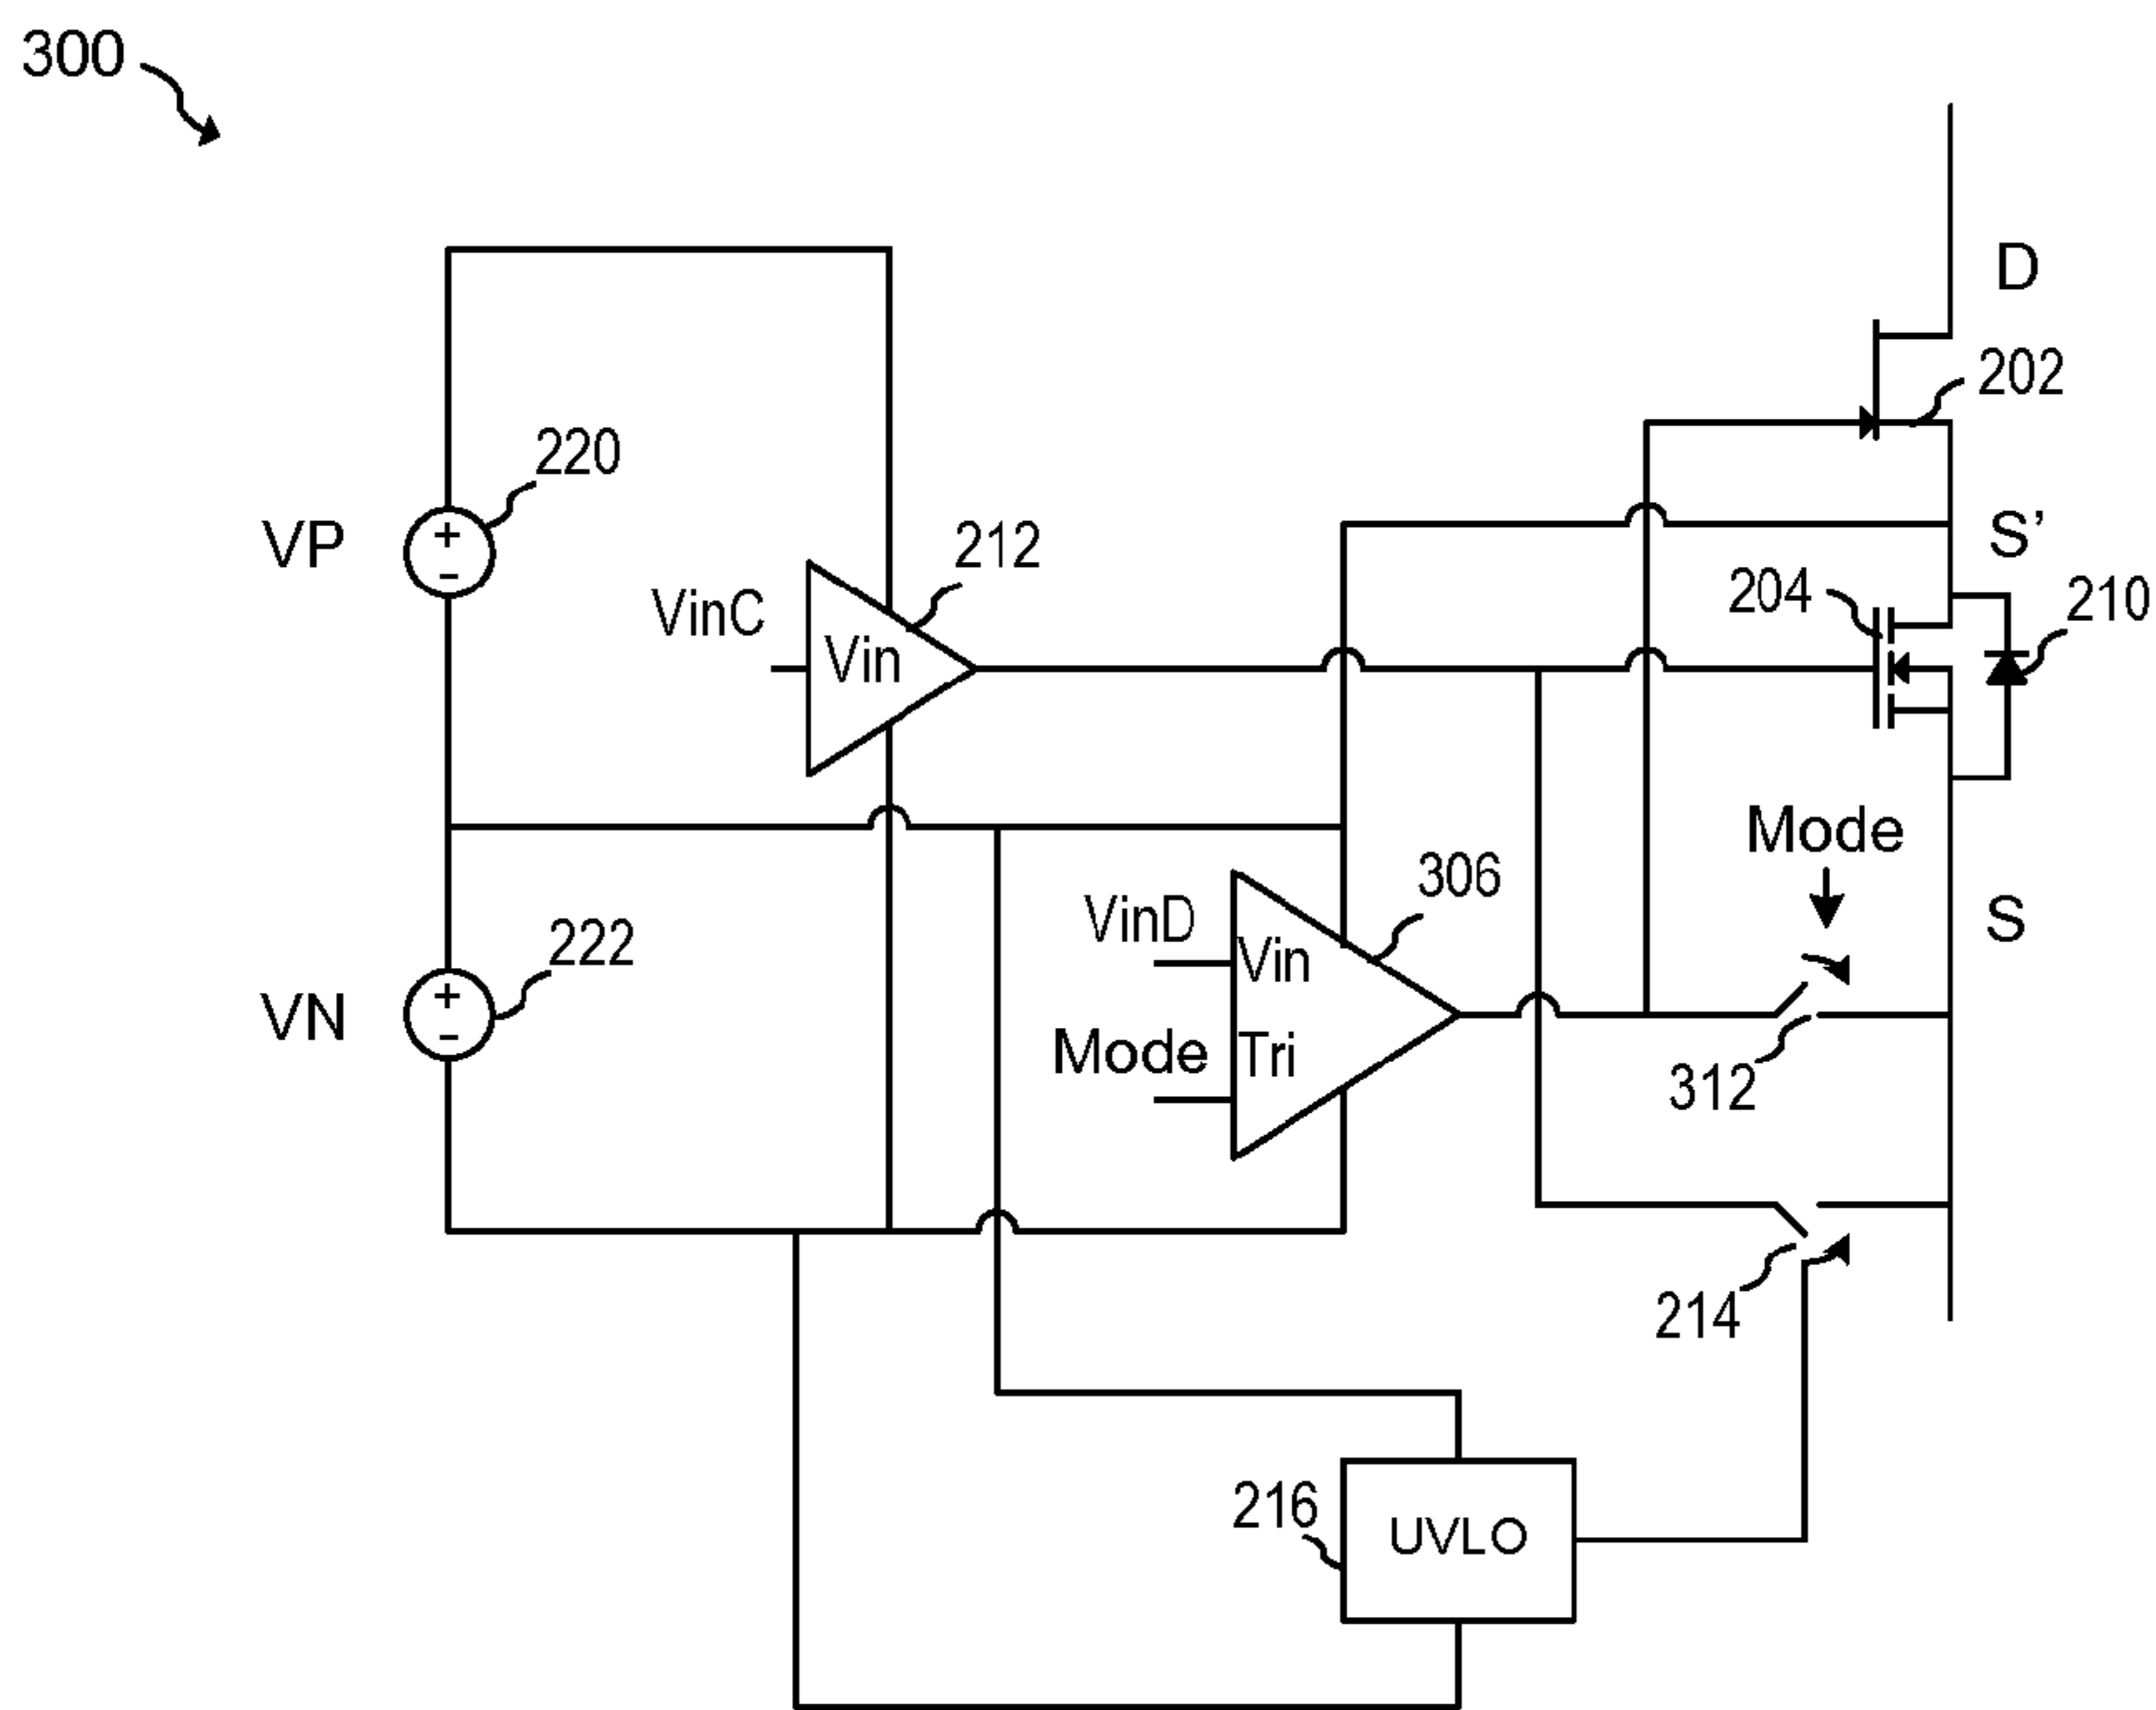 300
D
202
220
S'
VP
+
-
212
204
210
VinC
Vin
Mode
306
S
VinD
Vin
222
VN
+
-
Mode
Tri
312
214
216
UVLO